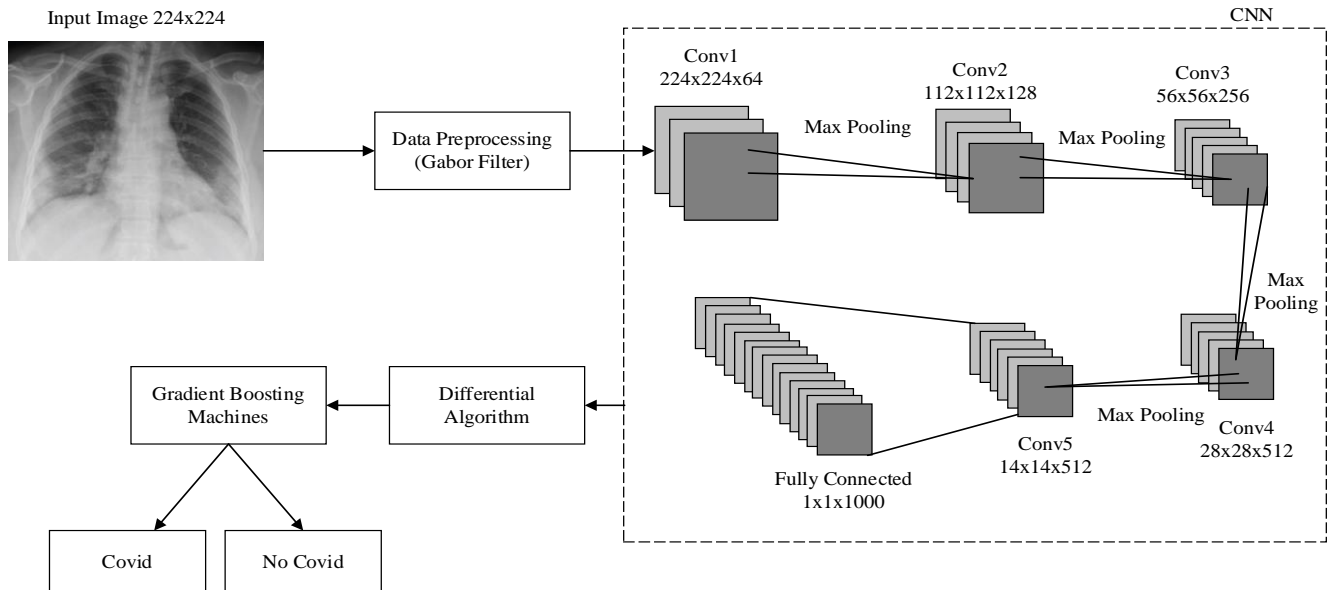 Input Image 224x224
Data Preprocessing
(Gabor Filter)
CNN
Conv1
224x224x64
Max Pooling
Conv2
112x112x128
Max Pooling
Conv3
56x56x256
Max
Pooling
Conv4
28x28x512
Max Pooling
Conv5
14x14x512
Fully Connected
1x1x1000
Differential
Algorithm
Gradient Boosting
Machines
Covid
No Covid